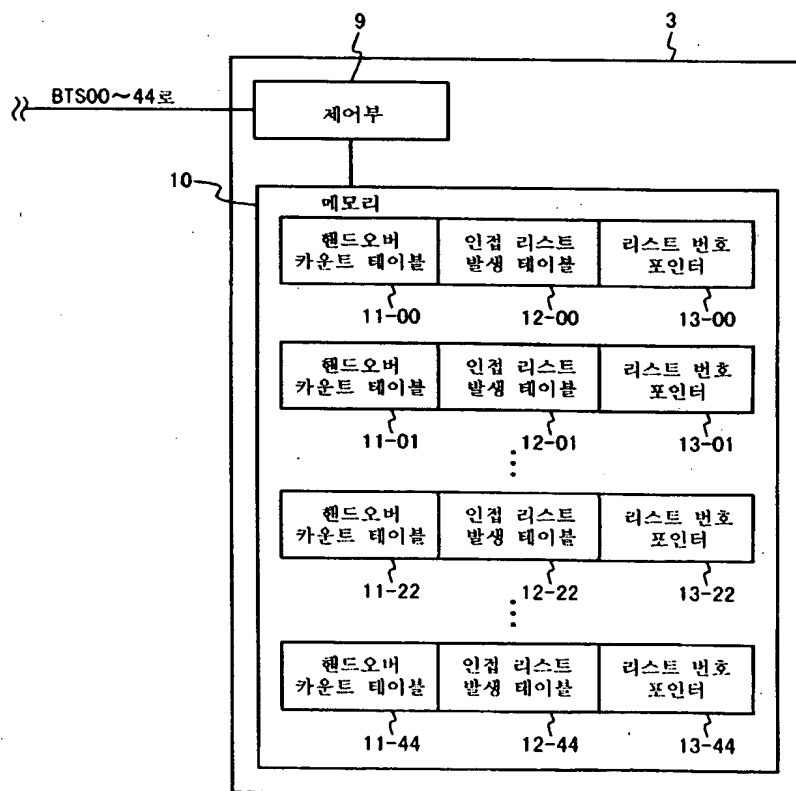 9
3
BTS00~44로
제어부
10
메모리
핸드오버 인접 리스트 리스트 번호
카운트 테이블 발생 테이블 포인터
11-00 12-00 13-00
핸드오버 인접 리스트 리스트 번호
카운트 테이블 발생 테이블 포인터
11-01 12-01 13-01
핸드오버 인접 리스트 리스트 번호
카운트 테이블 발생 테이블 포인터
11-22 12-22 13-22
핸드오버 인접 리스트 리스트 번호
카운트 테이블 발생 테이블 포인터
11-44 12-44 13-44